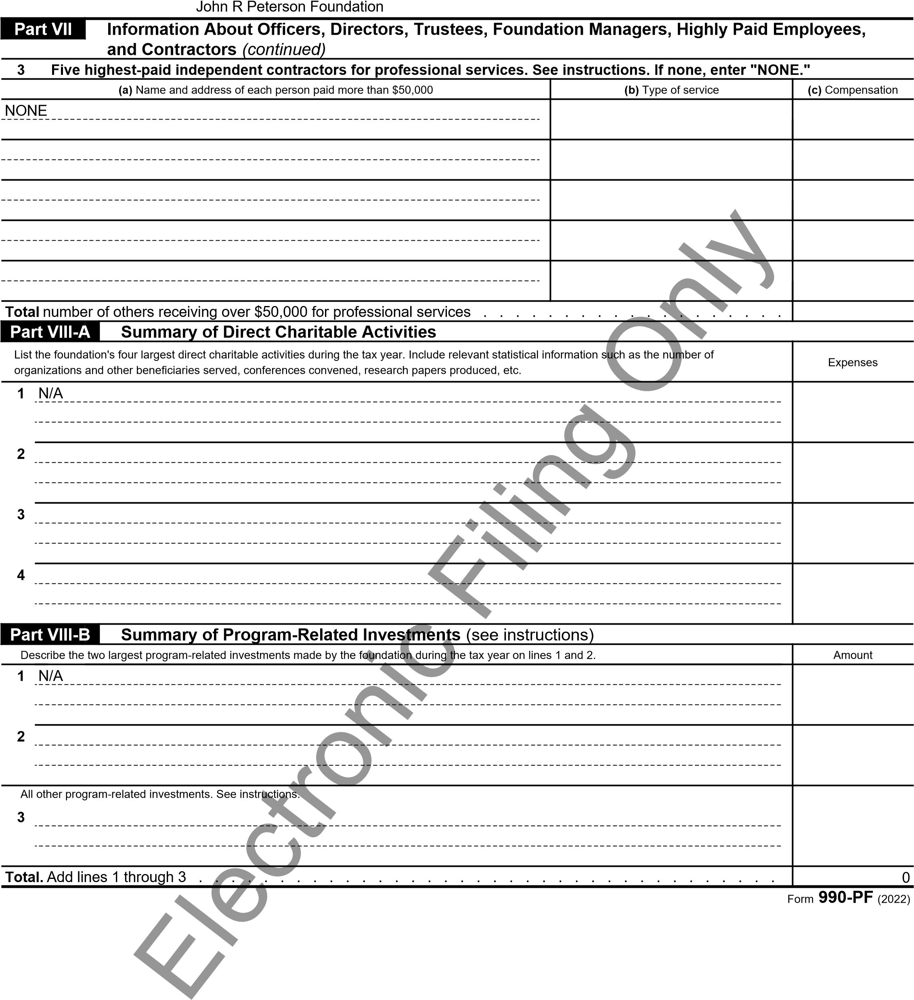 John R Peterson Foundation
Part VII Information About Officers, Directors, Trustees, Foundation Managers, Highly Paid Employees,
and Contractors (continued)
3 Five highest-paid independent contractors for professional services. See instructions. If none, enter "NONE."
(a) Name and address of each person paid more than $50,000 (b) Type of service (c) Compensation
NONE
Total number of others receiving over $50,000 for professional services . . . . . . . . . . . . . . . . . . .
Part VIII-A Summary of Direct Charitable Activities
List the foundation's four largest direct charitable activities during the tax year. Include relevant statistical information such as the number of
organizations and other beneficiaries served, conferences convened, research papers produced, etc.
Expenses
1 N/A
2
3
4
Part VIII-B Summary of Program-Related Investments (see instructions)
Describe the two largest program-related investments made by the foundation during the tax year on lines 1 and 2. Amount
1 N/A
2
All other program-related investments. See instructions.
3
Total. Add lines 1 through 3 . . . . . . . . . . . . . . . . . . . . . . . . . . . . . . . . . . . . 0
Form 990-PF (2022)
Electronic Filing Only